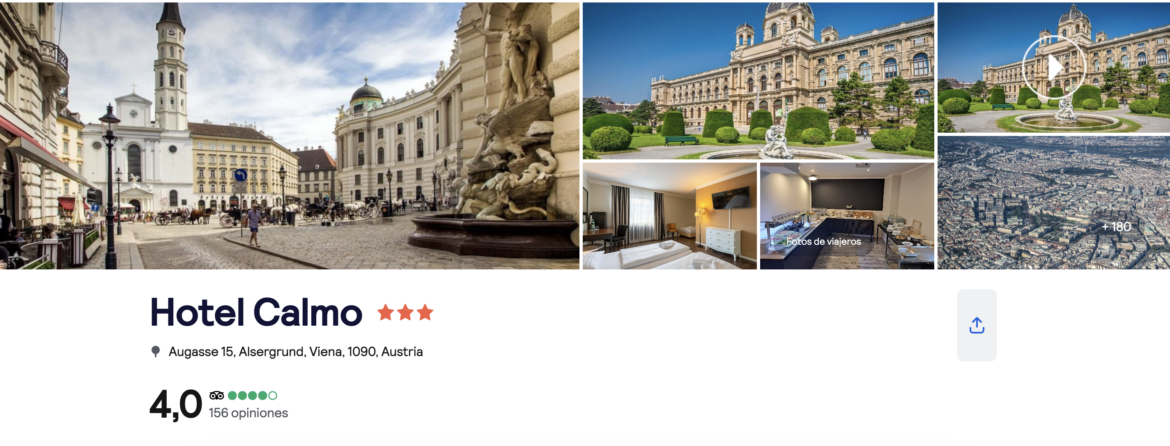 Fotos de viajeros
+ 180
Hotel Calmo
Augasse 15, Alsergrund, Viena, 1090, Austria
4,0
156 opiniones